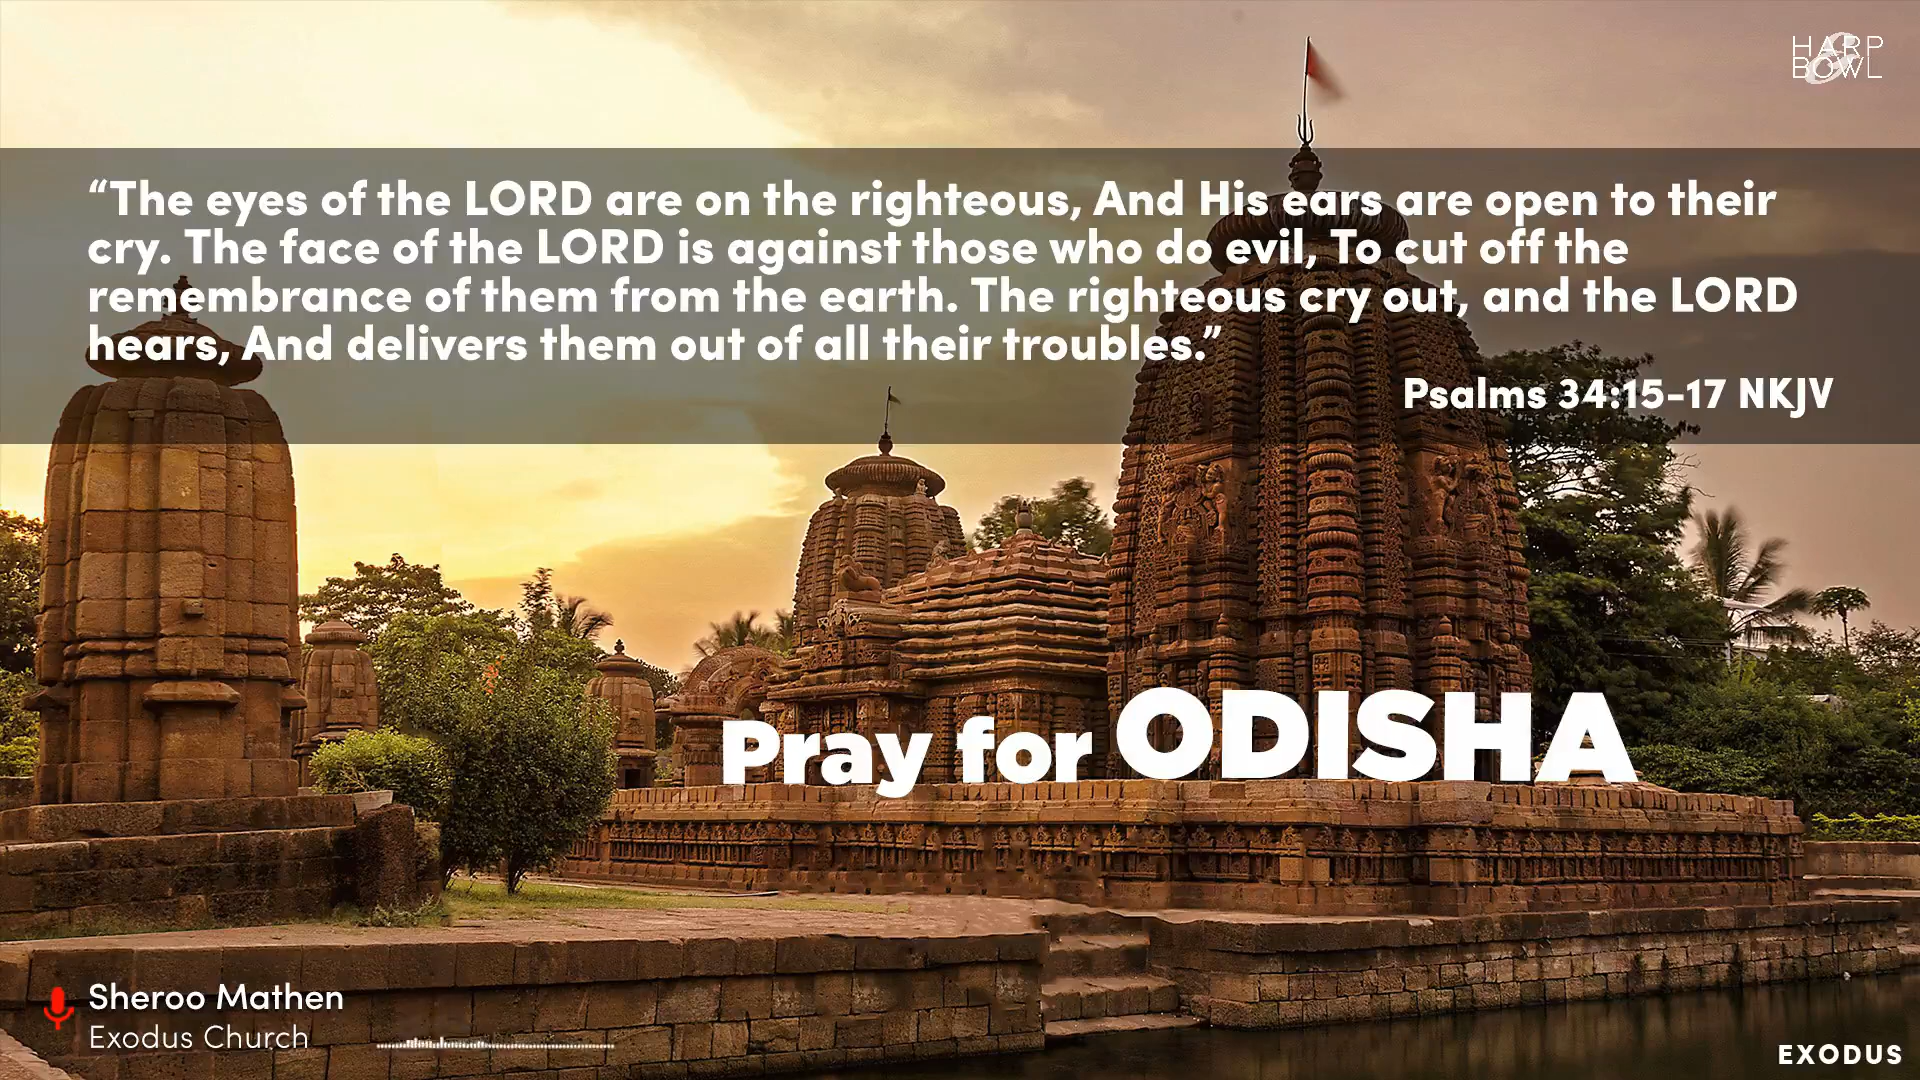 HARP
&
BOWL
“The eyes of the LORD are on the righteous, And His ears are open to their
cry. The face of the LORD is against those who do evil, To cut off the
remembrance of them from the earth. The righteous cry out, and the LORD
hears, And delivers them out of all their troubles.”
Psalms 34:15-17 NKJV
Pray for ODISHA
Sheroo Mathen
Exodus Church
EXODUS